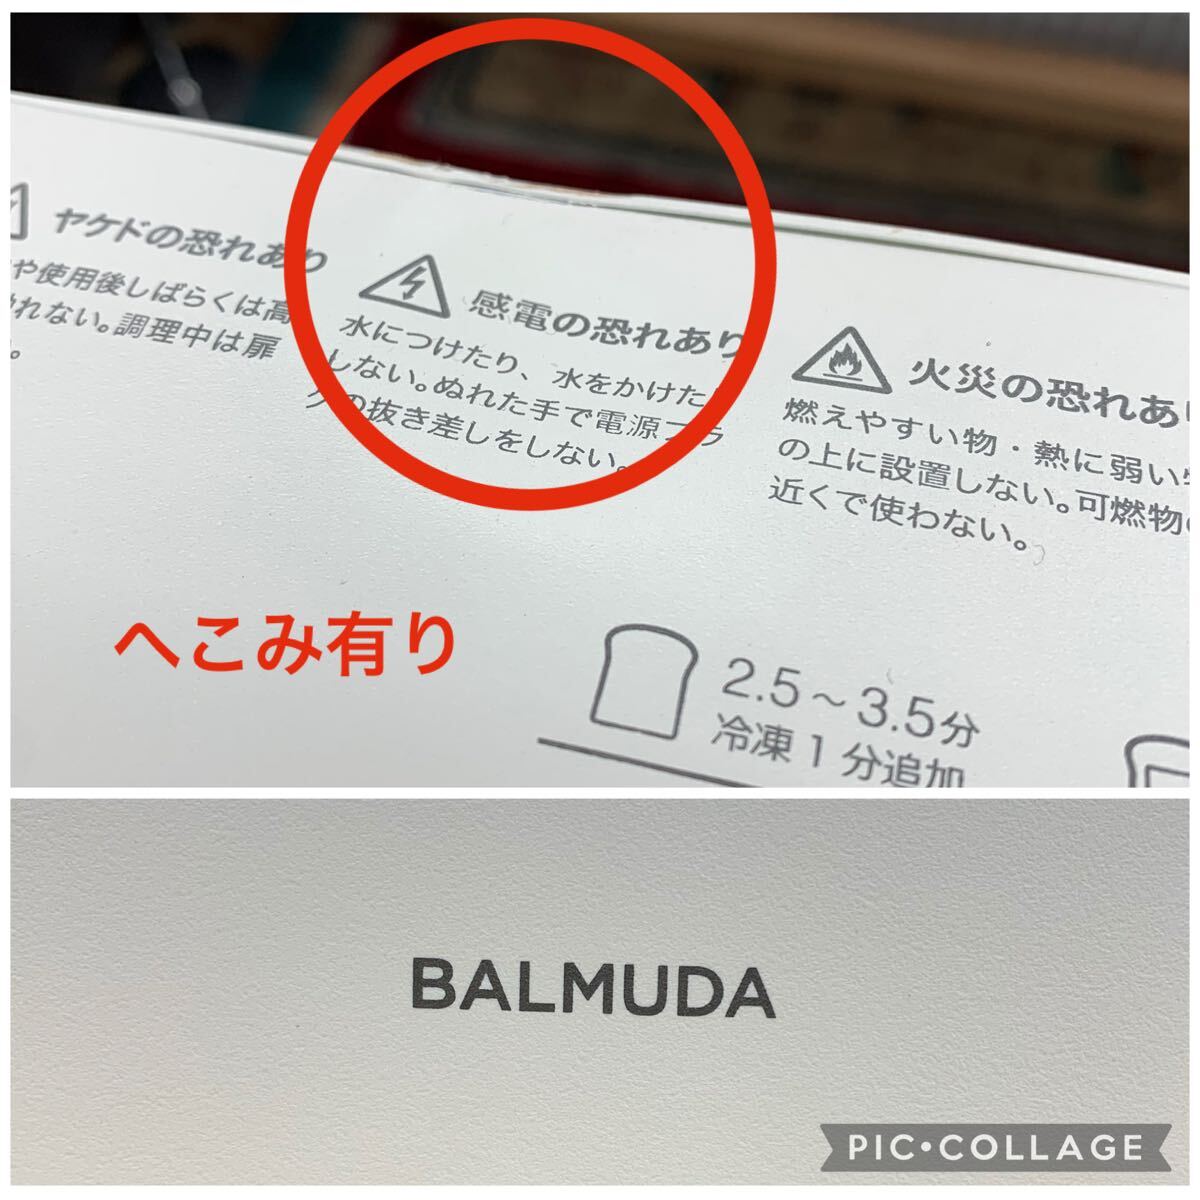 ヤケドの恐れあり
や使用後しばらくは高
れない。調理中は扉
。
感電の恐れあり
水につけたり、水をかけた
しない。ぬれた手で電源プラ
グの抜き差しをしない。
火災の恐れあり
燃えやすい物・熱に弱い
の上に設置しない。可燃物
近くで使わない。
へこみ有り
2.5～3.5分
冷凍1分追加
BALMUDA
PIC•COLLAGE